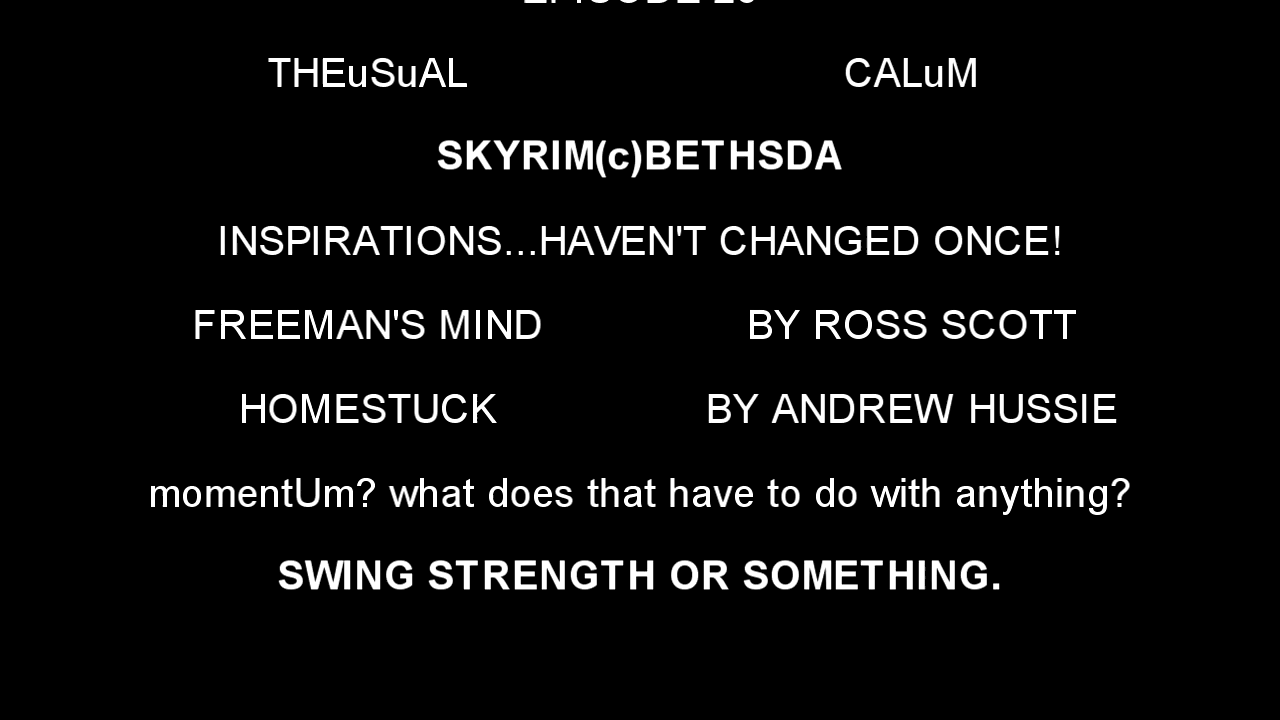 THEuSuAL CALuM
SKYRIM(c)BETHSDA
INSPIRATIONS...HAVEN'T CHANGED ONCE!
FREEMAN'S MIND BY ROSS SCOTT
HOMESTUCK BY ANDREW HUSSIE
momentUm? what does that have to do with anything?
SWING STRENGTH OR SOMETHING.